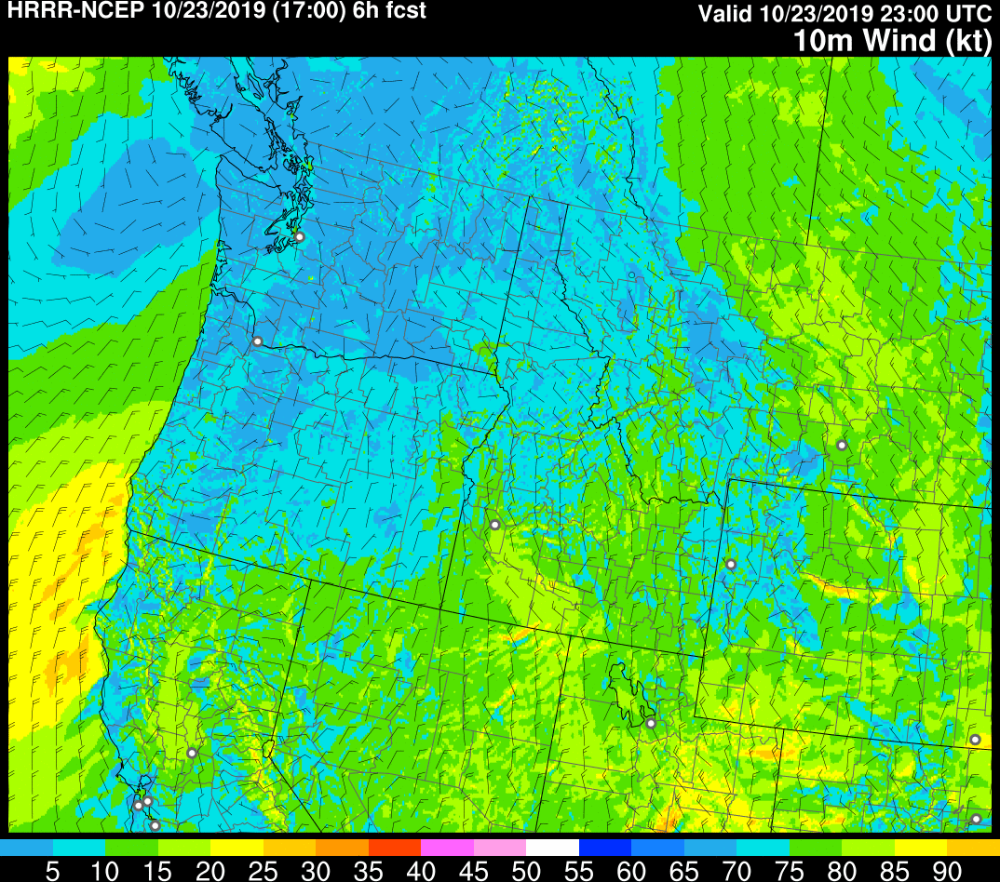 HRRR-NCEP 10/23/2019 (17:00) 6h fcst
Valid 10/23/2019 23:00 UTC
10m Wind (kt)
5 10 15 20 25 30 35 40 45 50 55 60 65 70 75 80 85 90